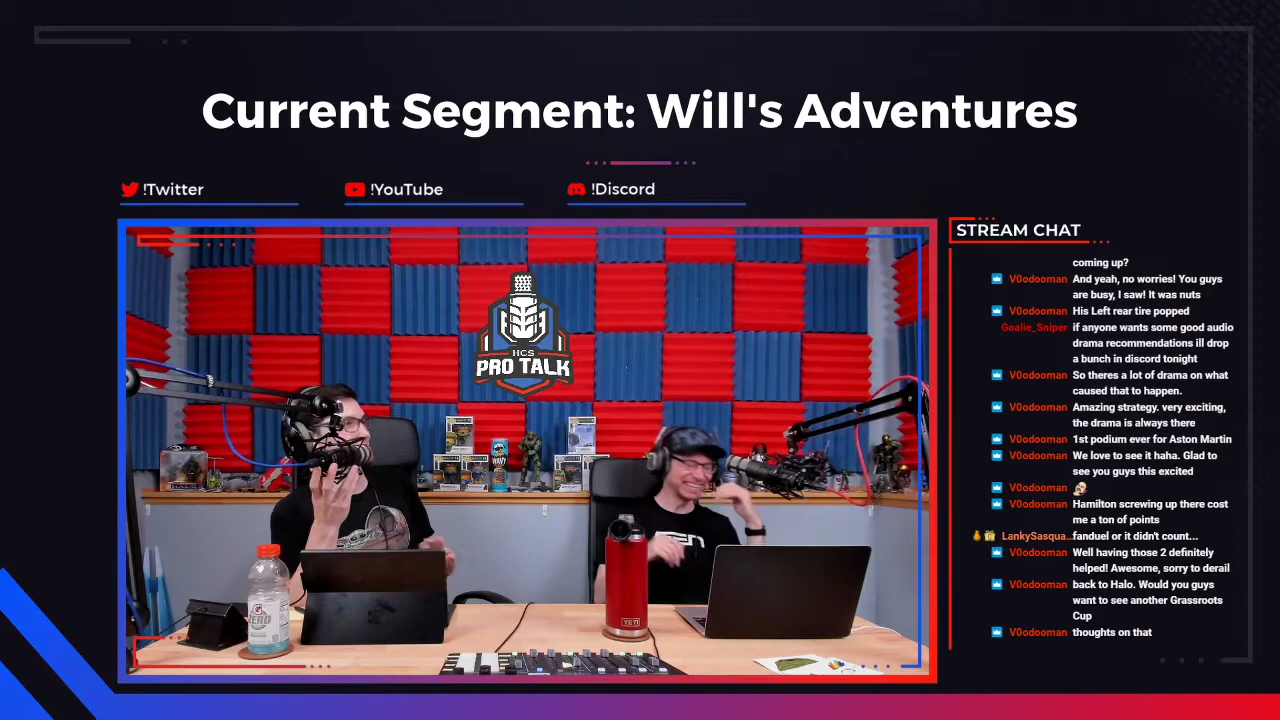 Current Segment: Will's Adventures
!Twitter
!YouTube
!Discord
STREAM CHAT
HCS
PRO TALK
coming up?
V0odooman And yeah, no worries! You guys
are busy, I saw! It was nuts
V0odooman His Left rear tire popped
Goalie_Sniper if anyone wants some good audio
drama recommendations ill drop
a bunch in discord tonight
V0odooman So theres a lot of drama on what
caused that to happen.
V0odooman Amazing strategy. very exciting,
the drama is always there
V0odooman 1st podium ever for Aston Martin
V0odooman We love to see it haha. Glad to
see you guys this excited
V0odooman
V0odooman Hamilton screwing up there cost
me a ton of points
LankySasqua... fanduel or it didn't count...
V0odooman Well having those 2 definitely
helped! Awesome, sorry to derail
V0odooman back to Halo. Would you guys
want to see another Grassroots
Cup
V0odooman thoughts on that
WAVY
G
ZERO
YETI